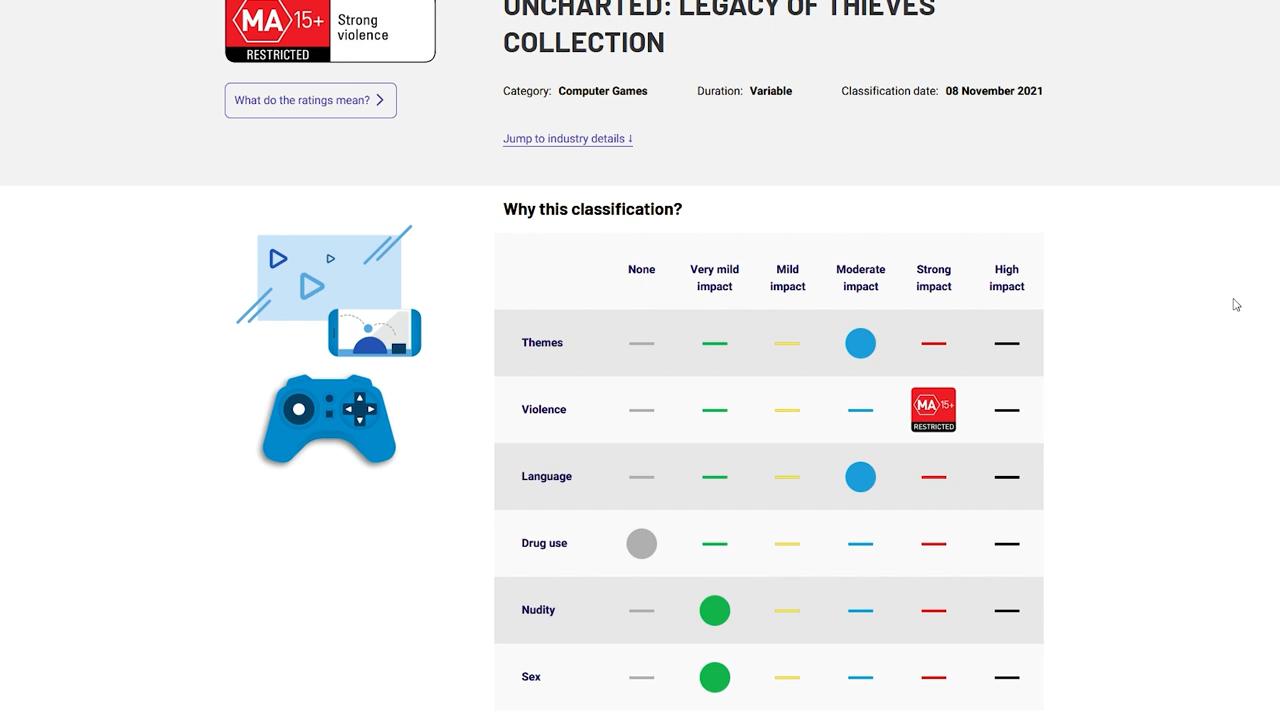 UNCHARTED: LEGACY OF THIEVES
COLLECTION
MA 15+
RESTRICTED
Strong
violence
What do the ratings mean?
Category: Computer Games
Duration: Variable
Classification date: 08 November 2021
Jump to industry details ↓
Why this classification?
None
Very mild
impact
Mild
impact
Moderate
impact
Strong
impact
High
impact
Themes
Violence
MA 15+
RESTRICTED
Language
Drug use
Nudity
Sex